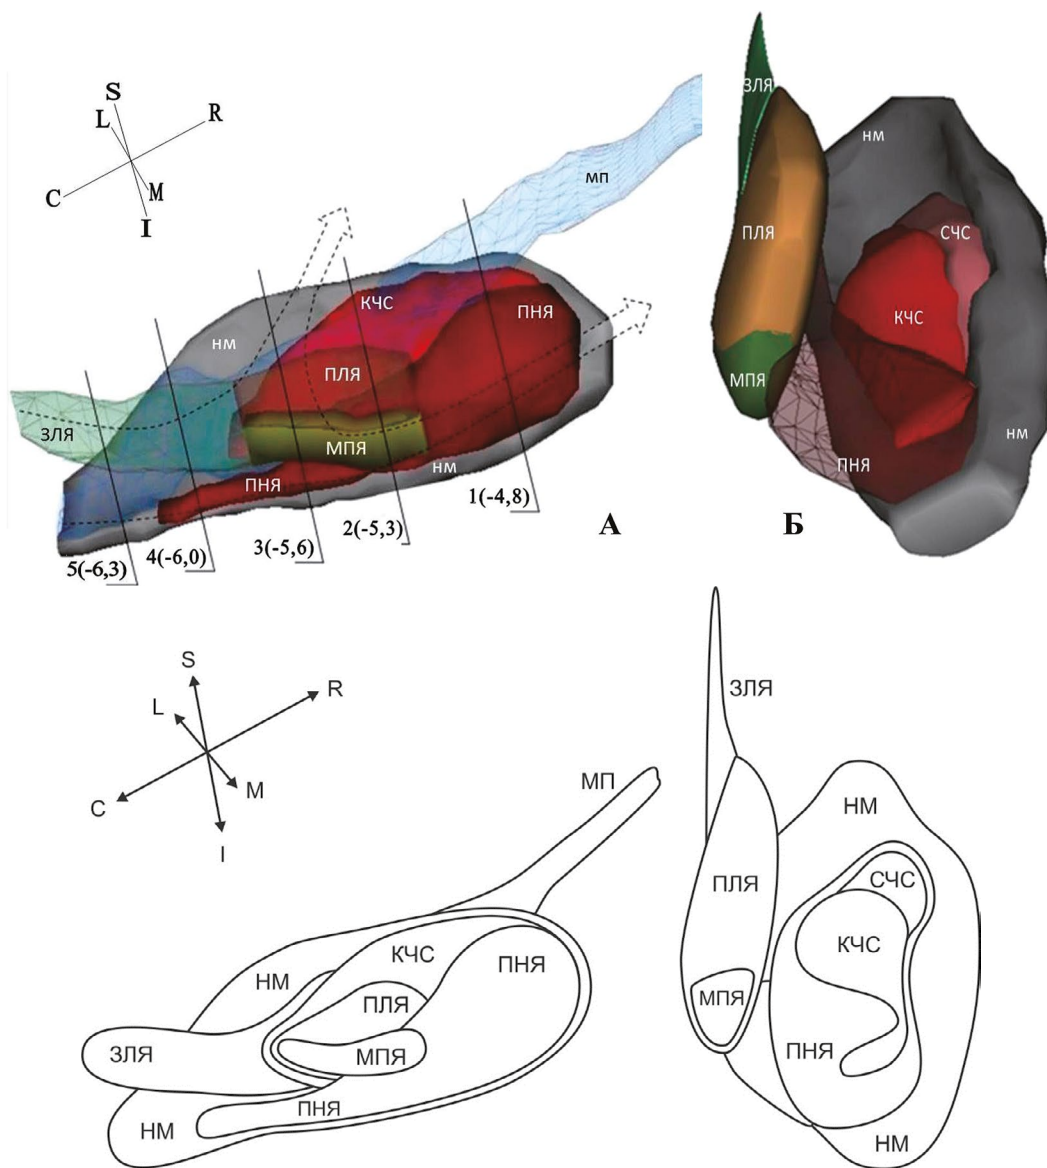 S
L
R
C
M
I
мп
КЧС
ПНЯ
нм
ПЛЯ
ЗЛЯ
МПЯ
ПНЯ
нм
1(-4,8)
2(-5,3)
3(-5,6)
4(-6,0)
5(-6,3)
А
ЗЛЯ
нм
ПЛЯ
СЧС
КЧС
МПЯ
ПНЯ
нм
Б
S
L
R
C
M
I
МП
КЧС
ПНЯ
НМ
ПЛЯ
ЗЛЯ
МПЯ
ПНЯ
НМ
ЗЛЯ
НМ
ПЛЯ
СЧС
КЧС
МПЯ
ПНЯ
НМ